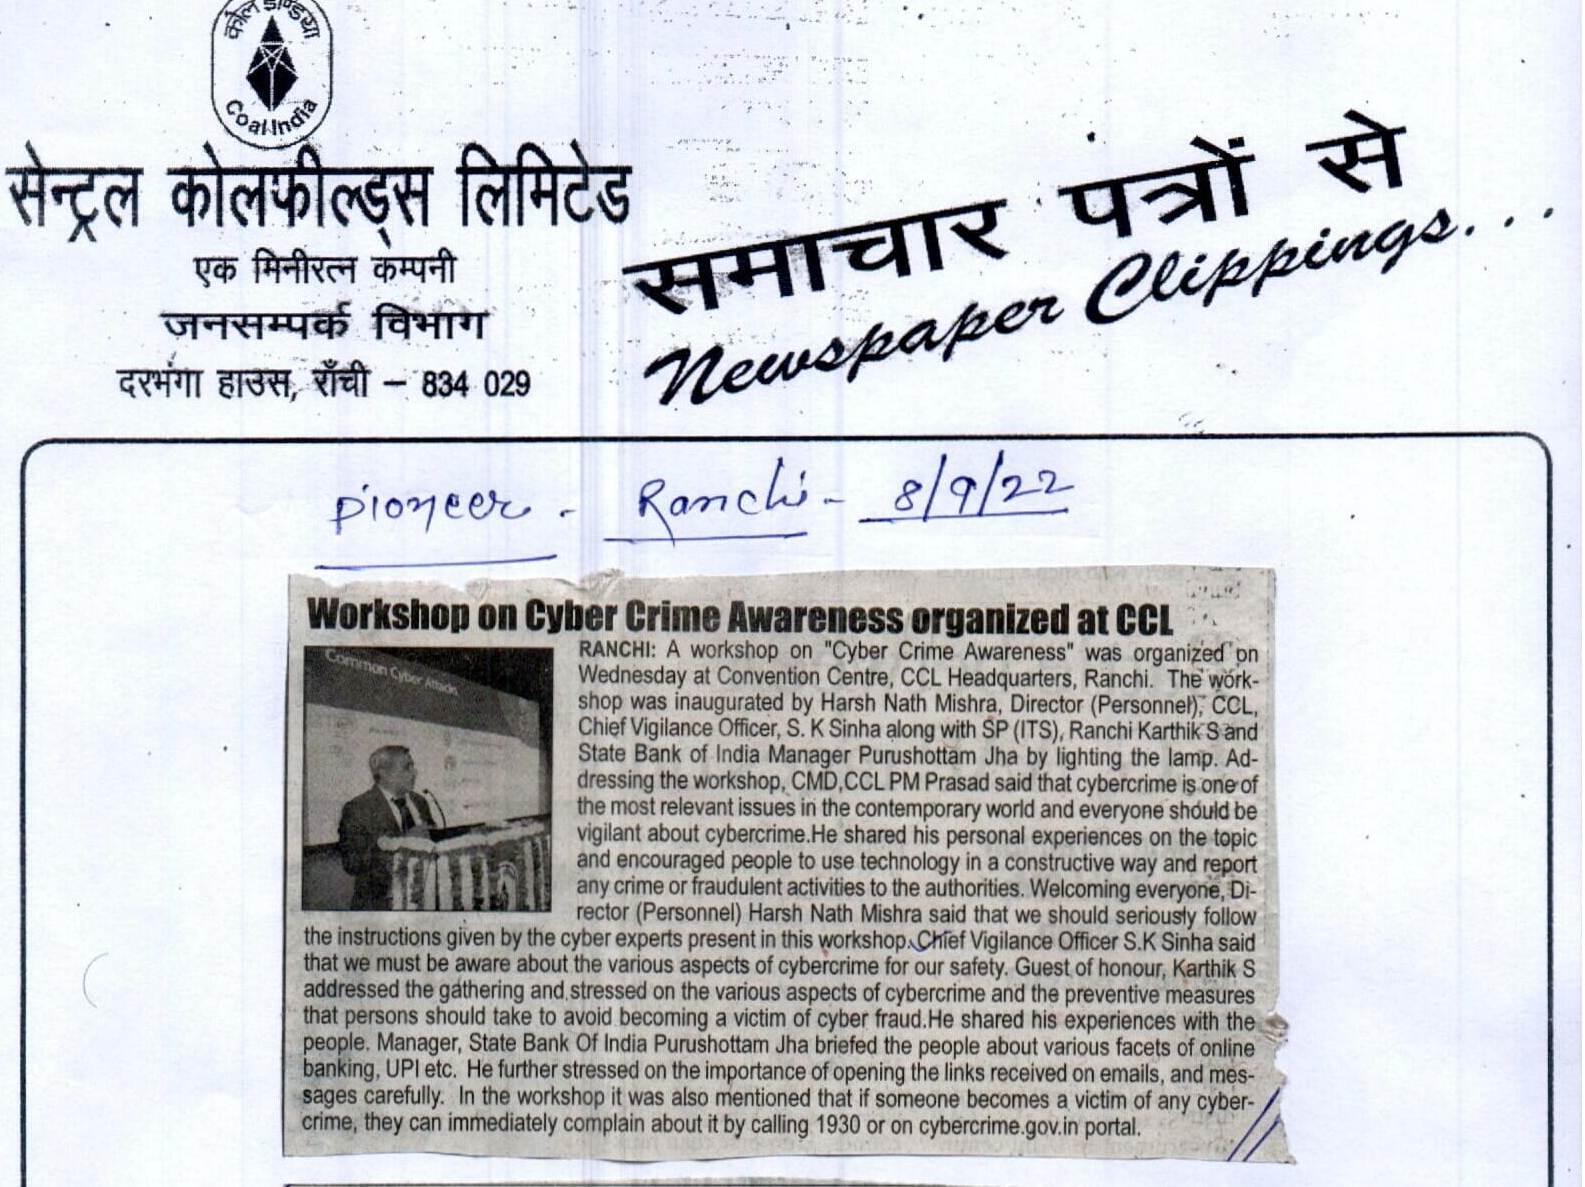 कोल इण्डिया
Coal India
सेन्ट्रल कोलफील्ड्स लिमिटेड
एक मिनीरत्न कम्पनी
जनसम्पर्क विभाग
दरभंगा हाउस, राँची – 834 029
समाचार पत्रों से
Newspaper Clippings...
Pioneer - Ranchi - 8/9/22
Workshop on Cyber Crime Awareness organized at CCL
Common Cyber Attacks
RANCHI: A workshop on "Cyber Crime Awareness" was organized on
Wednesday at Convention Centre, CCL Headquarters, Ranchi. The work-
shop was inaugurated by Harsh Nath Mishra, Director (Personnel), CCL,
Chief Vigilance Officer, S. K Sinha along with SP (ITS), Ranchi Karthik S and
State Bank of India Manager Purushottam Jha by lighting the lamp. Ad-
dressing the workshop, CMD,CCL PM Prasad said that cybercrime is one of
the most relevant issues in the contemporary world and everyone should be
vigilant about cybercrime.He shared his personal experiences on the topic
and encouraged people to use technology in a constructive way and report
any crime or fraudulent activities to the authorities. Welcoming everyone, Di-
rector (Personnel) Harsh Nath Mishra said that we should seriously follow
the instructions given by the cyber experts present in this workshop. Chief Vigilance Officer S.K Sinha said
that we must be aware about the various aspects of cybercrime for our safety. Guest of honour, Karthik S
addressed the gathering and stressed on the various aspects of cybercrime and the preventive measures
that persons should take to avoid becoming a victim of cyber fraud.He shared his experiences with the
people. Manager, State Bank Of India Purushottam Jha briefed the people about various facets of online
banking, UPI etc. He further stressed on the importance of opening the links received on emails, and mes-
sages carefully. In the workshop it was also mentioned that if someone becomes a victim of any cyber-
crime, they can immediately complain about it by calling 1930 or on cybercrime.gov.in portal.